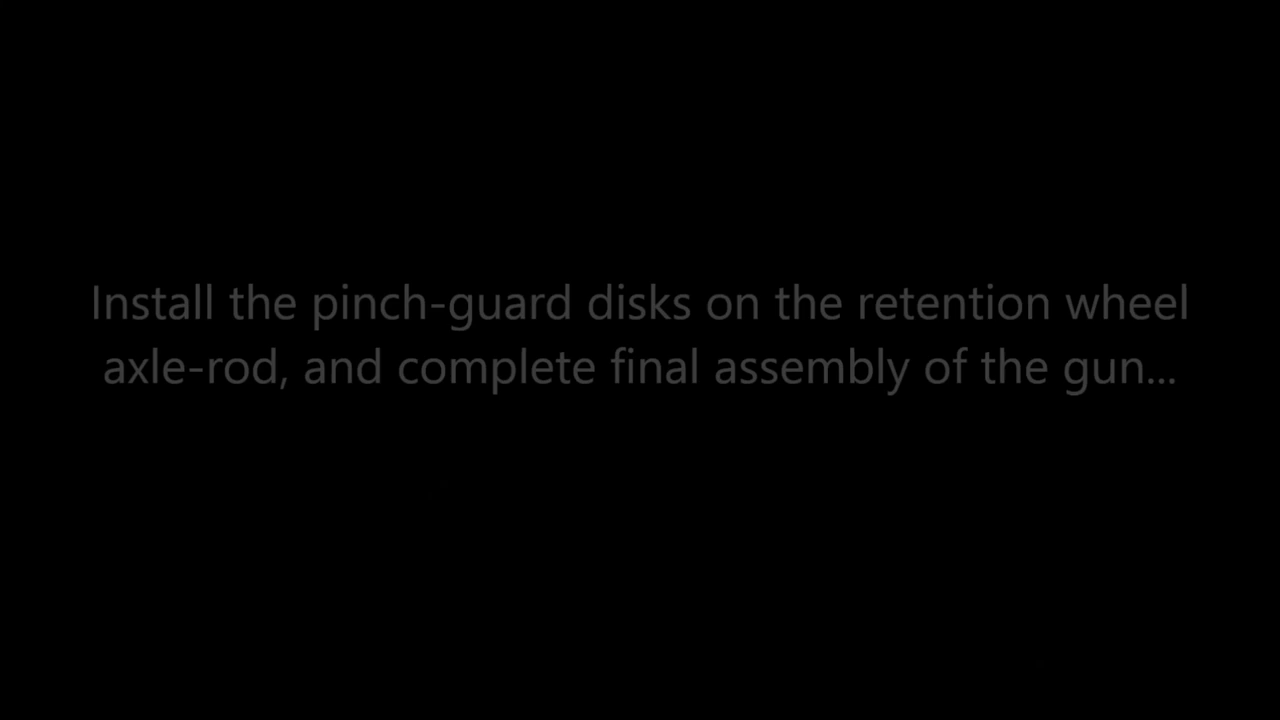 Install the pinch-guard disks on the retention wheel
axle-rod, and complete final assembly of the gun...